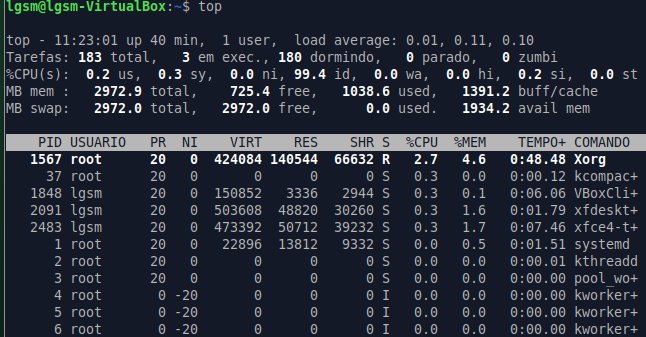 lgsm@lgsm-VirtualBox:~$ top
top - 11:23:01 up 40 min,  1 user,  load average: 0.01, 0.11, 0.10
Tarefas: 183 total,   3 em exec., 180 dormindo,   0 parado,   0 zumbi
%CPU(s):  0.2 us,  0.3 sy,  0.0 ni, 99.4 id,  0.0 wa,  0.0 hi,  0.2 si,  0.0 st
MB mem :   2972.9 total,    725.4 free,   1038.6 used,   1391.2 buff/cache
MB swap:   2972.0 total,   2972.0 free,      0.0 used.   1934.2 avail mem
PID USUARIO   PR  NI    VIRT    RES    SHR S  %CPU  %MEM    TEMPO+ COMANDO
1567 root      20   0  424084 140544  66632 R   2.7   4.6   0:48.48 Xorg
37 root      20   0       0      0      0 S   0.3   0.0   0:00.12 kcompac+
1848 lgsm      20   0  150852   3336   2944 S   0.3   0.1   0:06.06 VBoxCli+
2091 lgsm      20   0  503608  48820  30260 S   0.3   1.6   0:01.79 xfdeskt+
2483 lgsm      20   0  473392  50712  39232 S   0.3   1.7   0:07.46 xfce4-t+
1 root      20   0   22896  13812   9332 S   0.0   0.5   0:01.51 systemd
2 root      20   0       0      0      0 S   0.0   0.0   0:00.01 kthreadd
3 root      20   0       0      0      0 S   0.0   0.0   0:00.00 pool_wo+
4 root       0 -20       0      0      0 I   0.0   0.0   0:00.00 kworker+
5 root       0 -20       0      0      0 I   0.0   0.0   0:00.00 kworker+
6 root       0 -20       0      0      0 I   0.0   0.0   0:00.00 kworker+